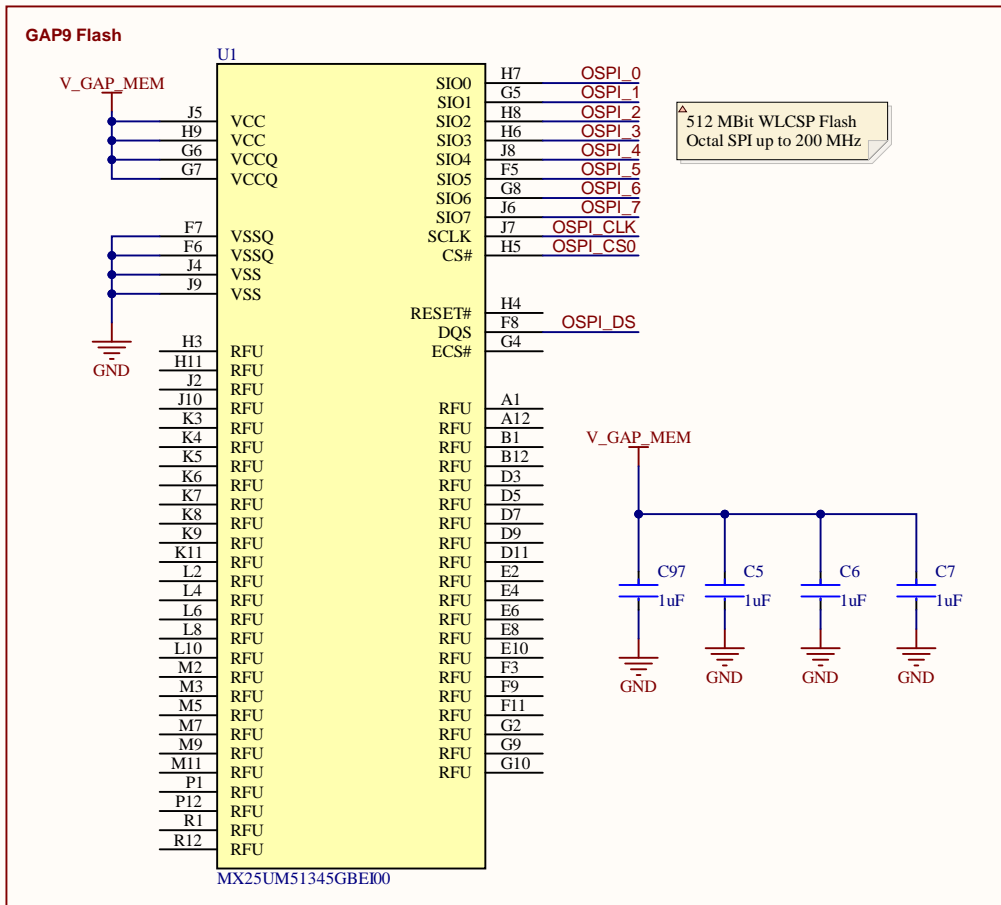 GAP9 Flash
U1
V_GAP_MEM
J5 VCC
H9 VCC
G6 VCCQ
G7 VCCQ
F7 VSSQ
F6 VSSQ
J4 VSS
J9 VSS
GND
H3 RFU
H11 RFU
J2 RFU
J10 RFU
K3 RFU
K4 RFU
K5 RFU
K6 RFU
K7 RFU
K8 RFU
K9 RFU
K11 RFU
L2 RFU
L4 RFU
L6 RFU
L8 RFU
L10 RFU
M2 RFU
M3 RFU
M5 RFU
M7 RFU
M9 RFU
M11 RFU
P1 RFU
P12 RFU
R1 RFU
R12 RFU
SIO0 H7 OSPI_0
SIO1 G5 OSPI_1
SIO2 H8 OSPI_2
SIO3 H6 OSPI_3
SIO4 J8 OSPI_4
SIO5 F5 OSPI_5
SIO6 G8 OSPI_6
SIO7 J6 OSPI_7
SCLK J7 OSPI_CLK
CS# H5 OSPI_CS0
RESET# H4
DQS F8 OSPI_DS
ECS# G4
RFU A1
RFU A12
RFU B1
RFU B12
RFU D3
RFU D5
RFU D7
RFU D9
RFU D11
RFU E2
RFU E4
RFU E6
RFU E8
RFU E10
RFU F3
RFU F9
RFU F11
RFU G2
RFU G9
RFU G10
MX25UM51345GBEI00
512 MBit WLCSP Flash
Octal SPI up to 200 MHz
V_GAP_MEM
C97 C5 C6 C7
1uF 1uF 1uF 1uF
GND GND GND GND